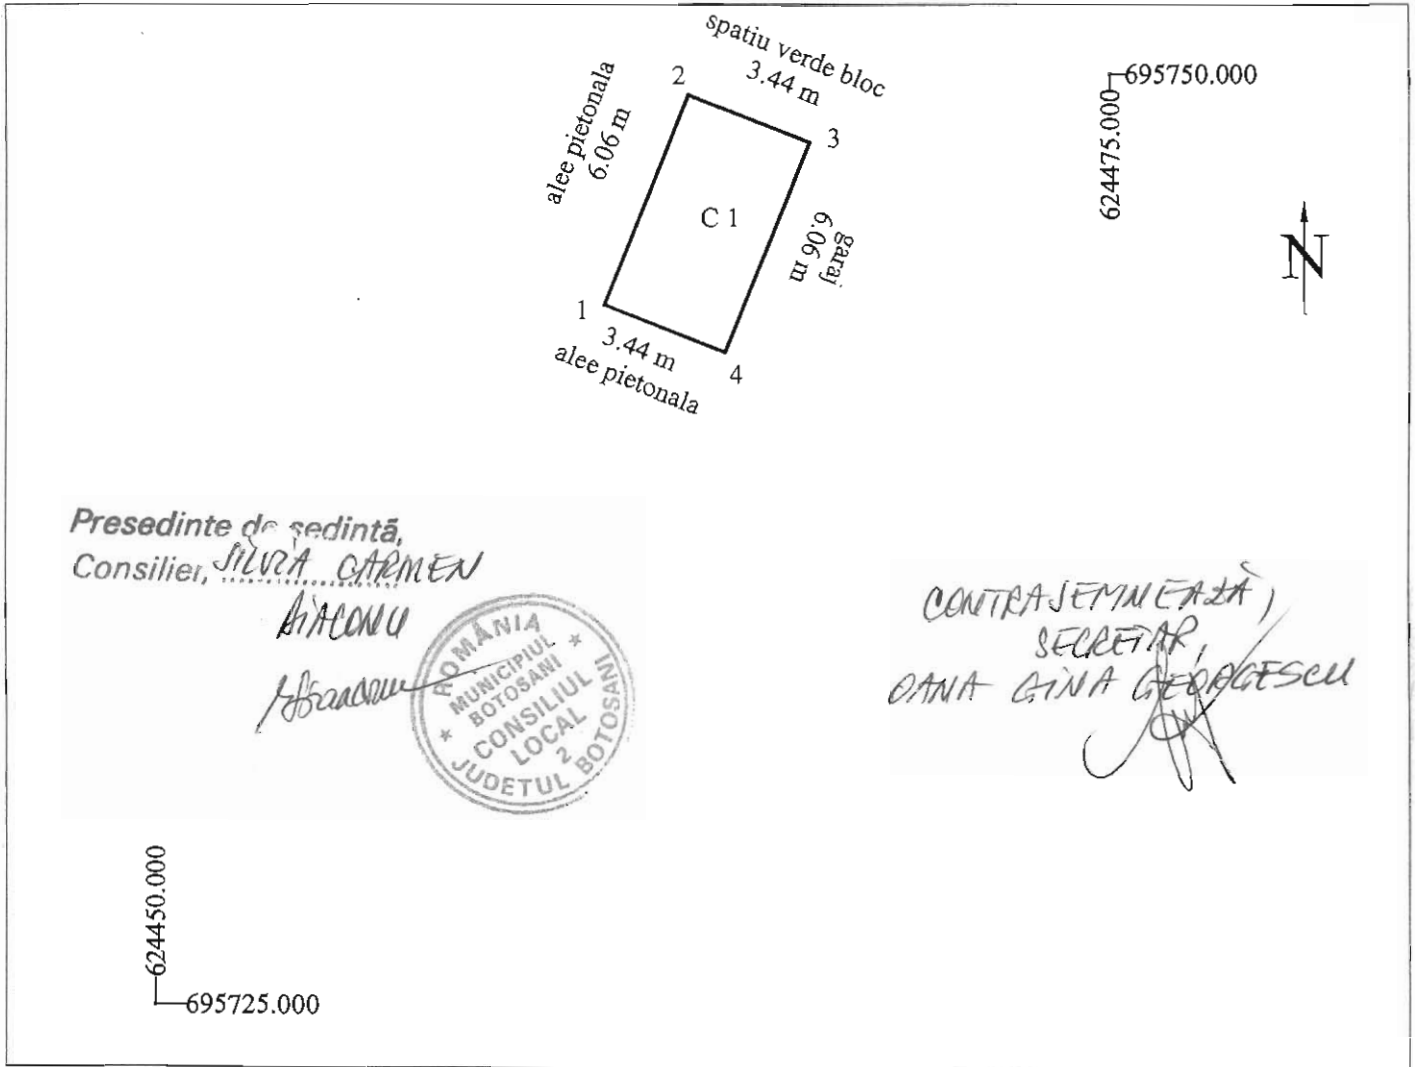 spatiu verde bloc
3.44 m
2
3
alee pietonala
6.06 m
C 1
garaj
6.06 m
1
4
3.44 m
alee pietonala
695750.000
624475.000
N
Presedinte de sedintă,
Consilier, SILVIA CARMEN
DIACONU
ROMÂNIA
MUNICIPIUL
BOTOSANI
CONSILIUL
LOCAL
2
JUDETUL BOTOSANI
CONTRASEMNEAZĂ,
SECRETAR,
OANA GINA GEORGESCU
624450.000
695725.000